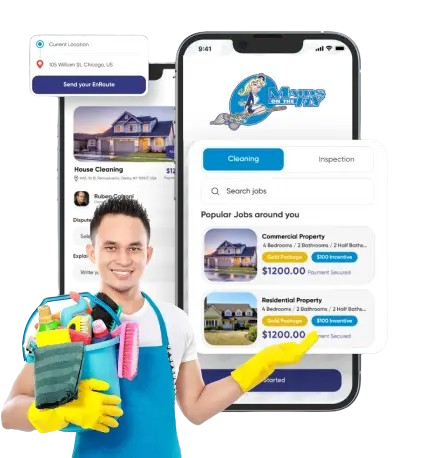 Current Location
105 William St, Chicago, US
Send your EnRoute
House Cleaning
$12
Ruben Colroni
Dispute
Explai
Write yo
9:41
MAIDS
ON THE
FLY
Cleaning
Inspection
Search jobs
Popular Jobs around you
Commercial Property
4 Bedrooms / 2 Bathrooms / 2 Half Baths...
Gold Package
$100 Incentive
$1200.00 Payment Secured
Residential Property
4 Bedrooms / 2 Bathrooms / 2 Half Baths...
Gold Package
$100 Incentive
$1200.00 Payment Secured
Started